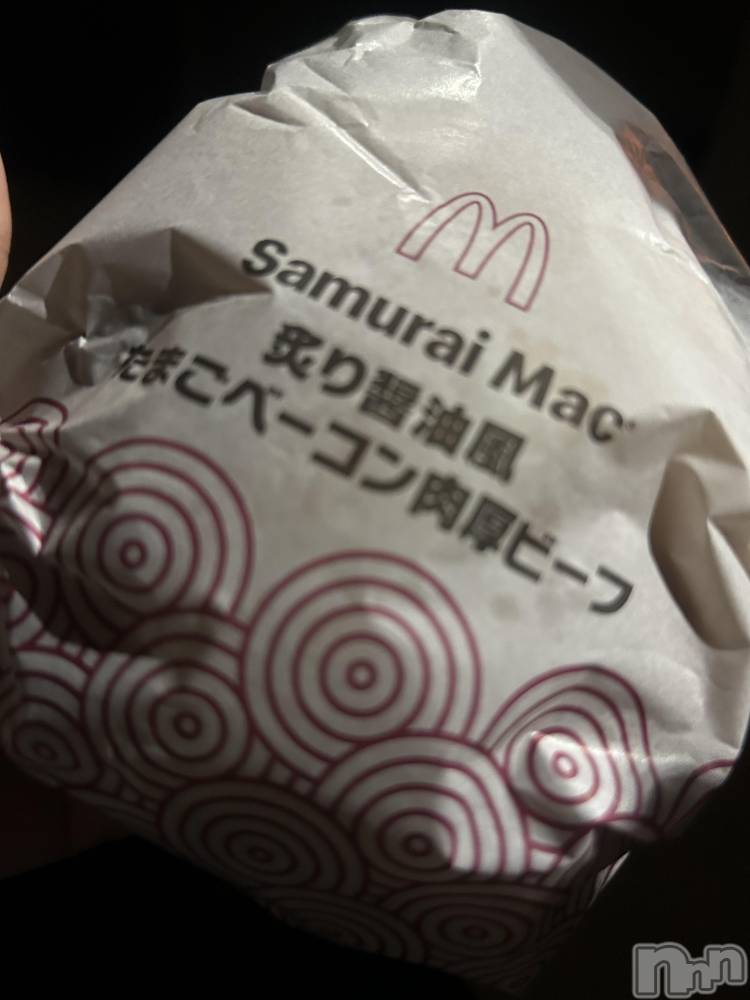 Samurai Mac
炙り醤油風
たまごベーコン肉厚ビーフ
nnn